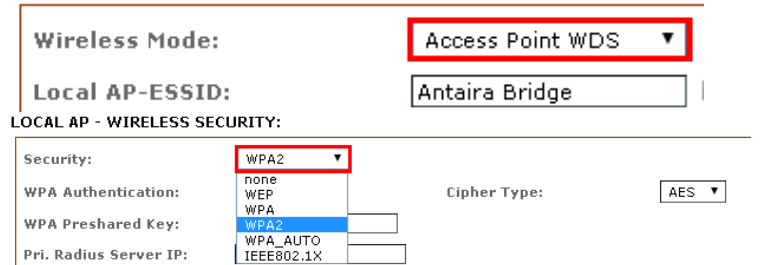 Wireless Mode: Access Point WDS
Local AP-ESSID: Antaira Bridge
LOCAL AP - WIRELESS SECURITY:
Security: WPA2
none
WPA Authentication: WEP Cipher Type: AES
WPA
WPA Preshared Key: WPA2
WPA_AUTO
Pri. Radius Server IP: IEEE802.1X